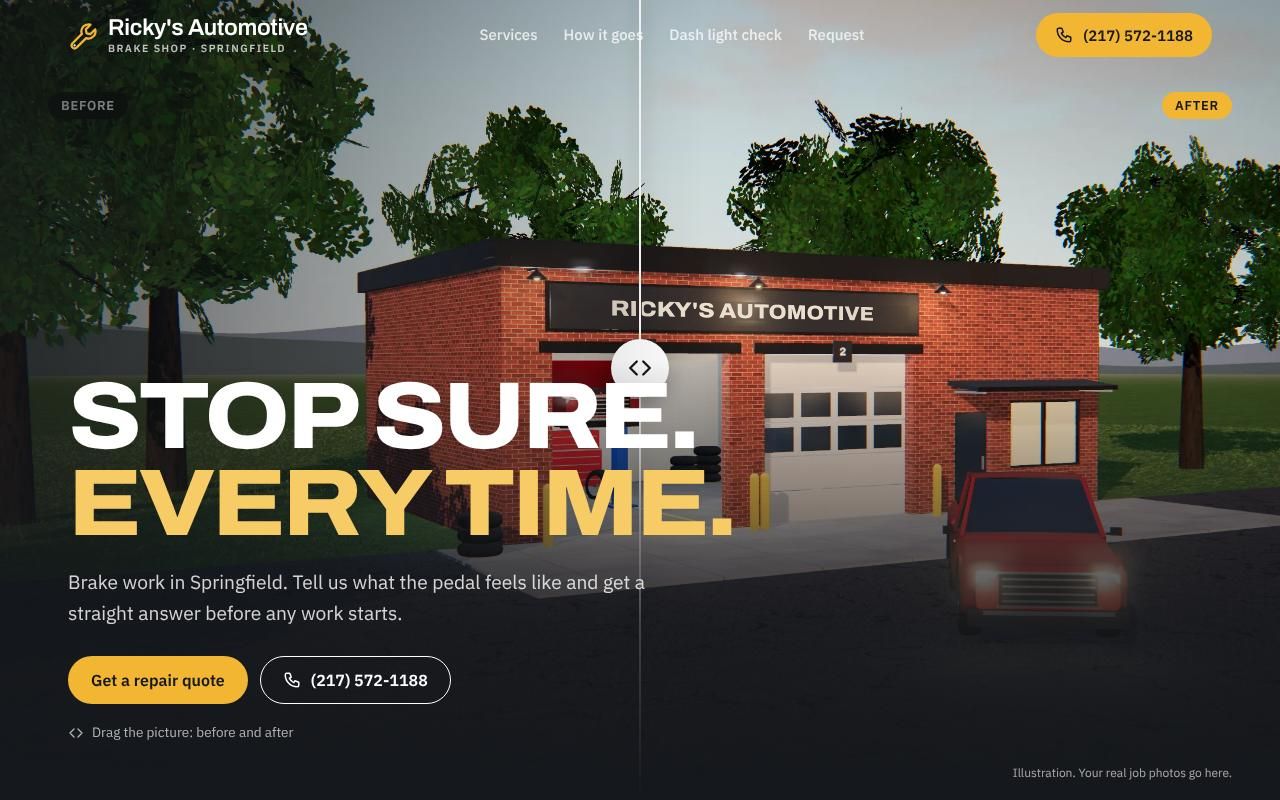 Ricky's Automotive
BRAKE SHOP · SPRINGFIELD
Services
How it goes
Dash light check
Request
(217) 572-1188
BEFORE
AFTER
RICKY'S AUTOMOTIVE
2
STOP SURE.
EVERY TIME.
Brake work in Springfield. Tell us what the pedal feels like and get a
straight answer before any work starts.
Get a repair quote
(217) 572-1188
Drag the picture: before and after
Illustration. Your real job photos go here.